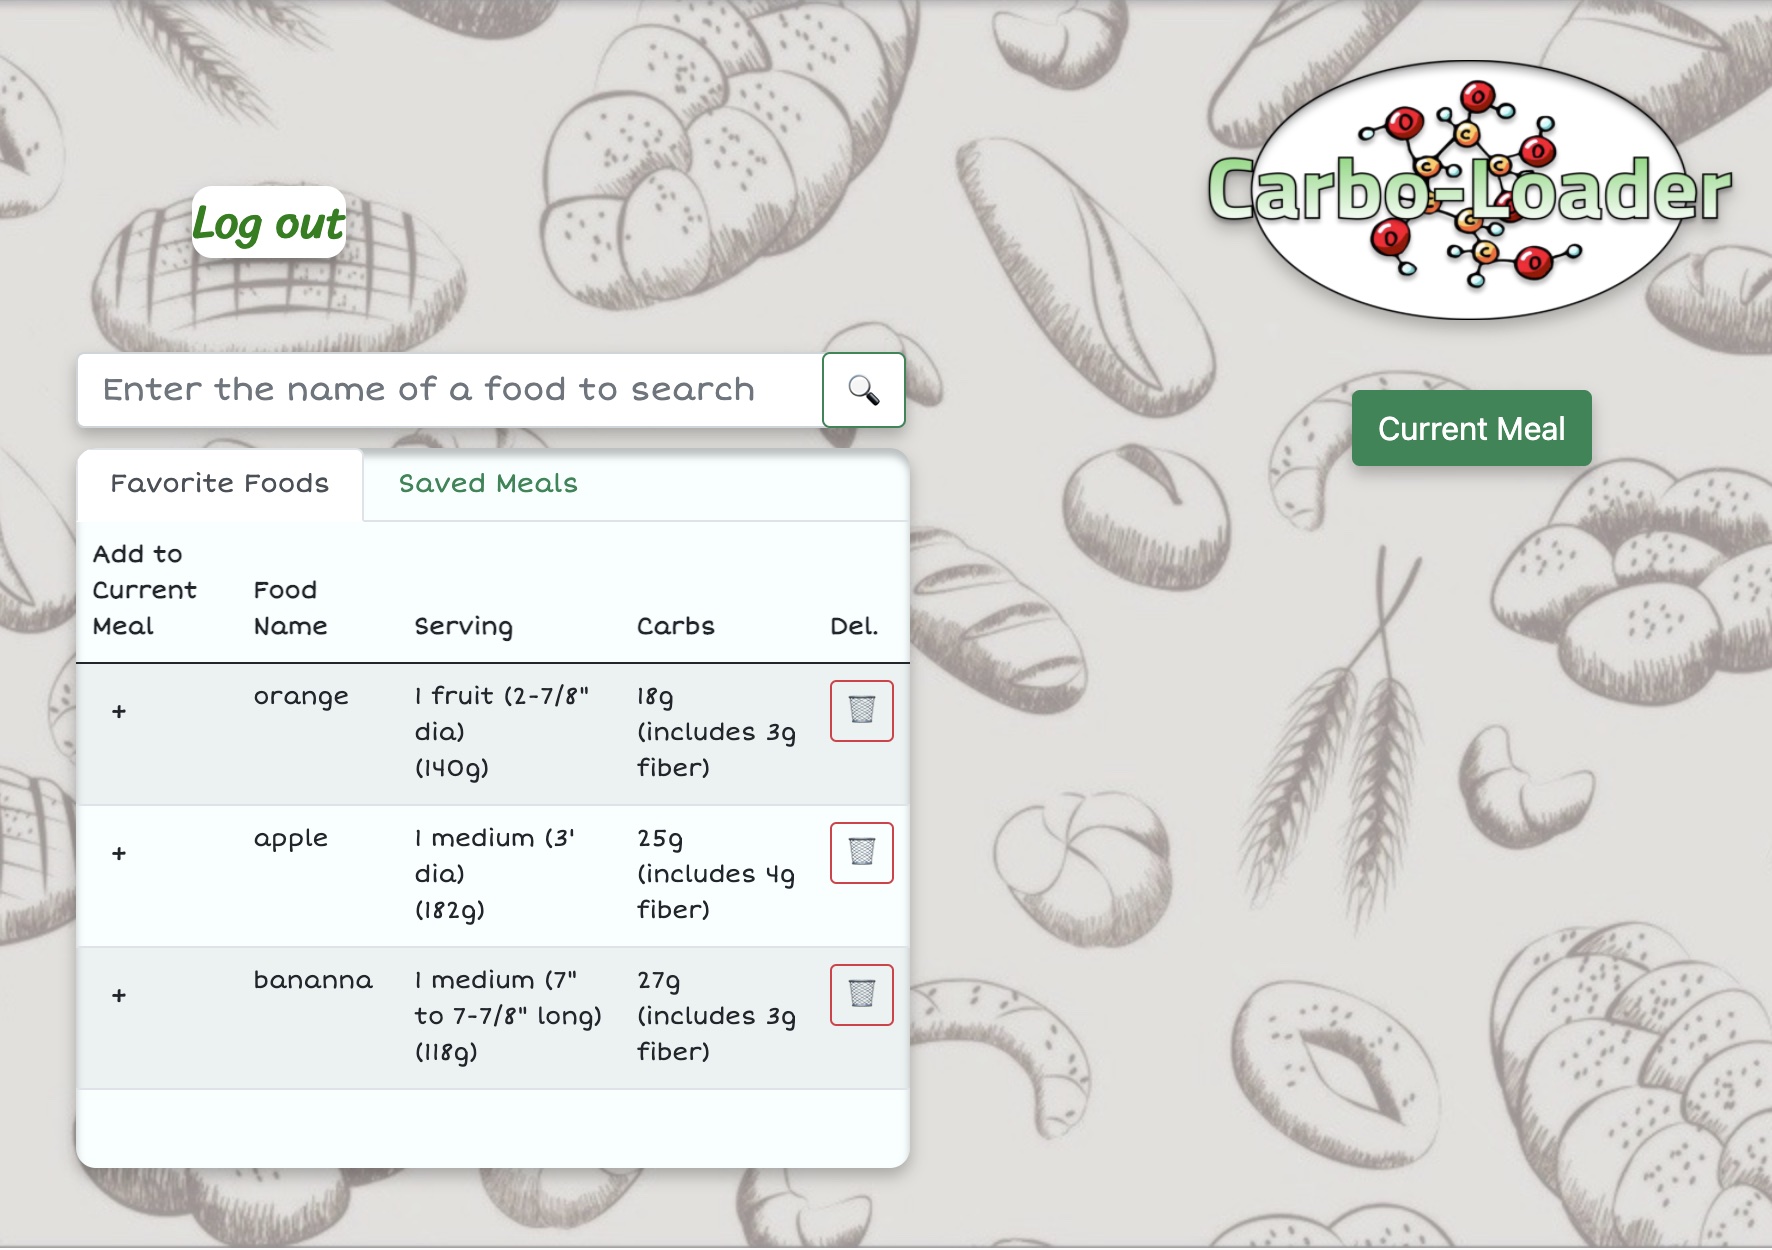 Carbo-Loader
Log out
Enter the name of a food to search
Current Meal
Favorite Foods
Saved Meals
Add to
Current
Meal
Food
Name
Serving
Carbs
Del.
+
orange
1 fruit (2-7/8"
dia)
(140g)
18g
(includes 3g
fiber)
+
apple
1 medium (3'
dia)
(182g)
25g
(includes 4g
fiber)
+
bananna
1 medium (7"
to 7-7/8" long)
(118g)
27g
(includes 3g
fiber)